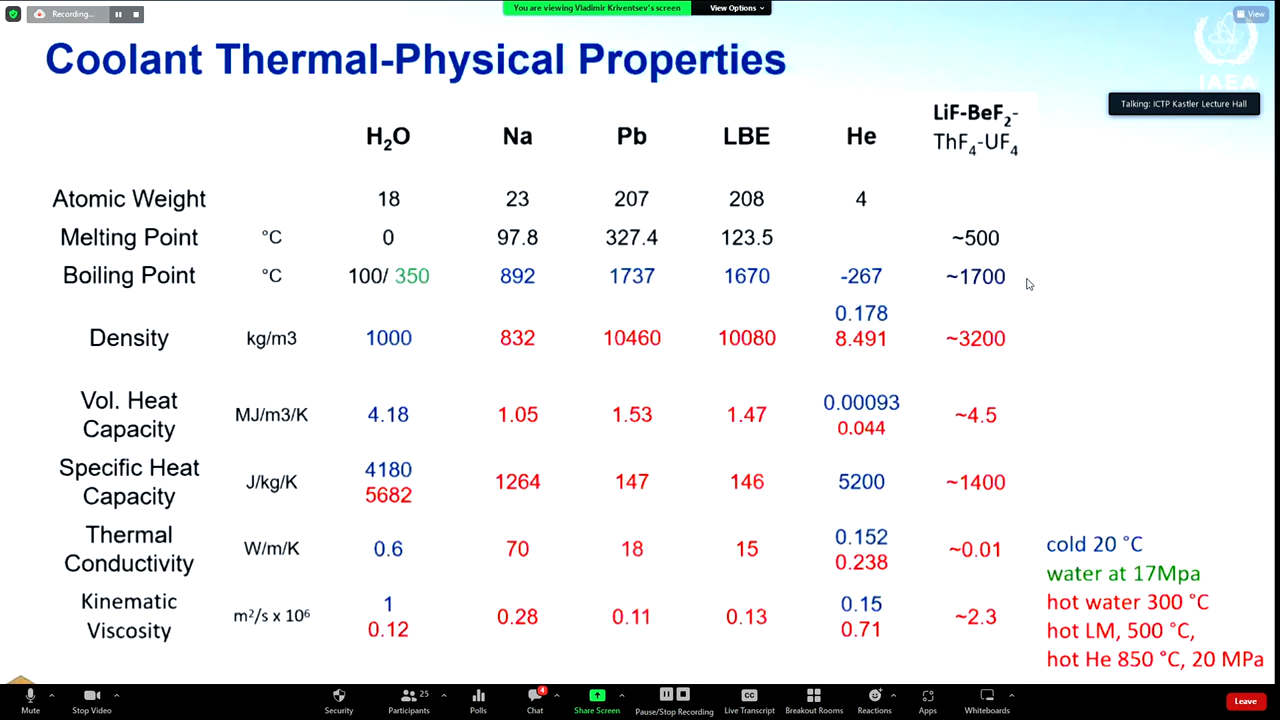 Recording...
You are viewing Vladimir Kriventsev's screen
View Options
View
Coolant Thermal-Physical Properties
IAEA
Talking: ICTP Kastler Lecture Hall
H₂O Na Pb LBE He LiF-BeF₂-
ThF₄-UF₄
Atomic Weight 18 23 207 208 4
Melting Point °C 0 97.8 327.4 123.5 ~500
Boiling Point °C 100/ 350 892 1737 1670 -267 ~1700
0.178
Density kg/m3 1000 832 10460 10080 8.491 ~3200
Vol. Heat 0.00093
Capacity MJ/m3/K 4.18 1.05 1.53 1.47 0.044 ~4.5
Specific Heat 4180
Capacity J/kg/K 5682 1264 147 146 5200 ~1400
Thermal 0.152
Conductivity W/m/K 0.6 70 18 15 0.238 ~0.01
Kinematic 1 0.15
Viscosity m²/s x 10⁶ 0.12 0.28 0.11 0.13 0.71 ~2.3
cold 20 °C
water at 17Mpa
hot water 300 °C
hot LM, 500 °C,
hot He 850 °C, 20 MPa
25 4
Mute Stop Video Security Participants Polls Chat Share Screen Pause/Stop Recording Live Transcript Breakout Rooms Reactions Apps Whiteboards Leave